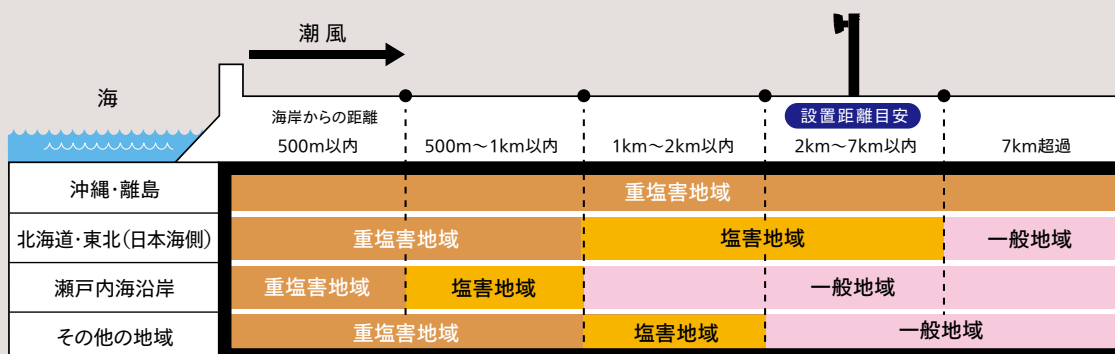 潮風
海
海岸からの距離
設置距離目安
500m以内
500m〜1km以内
1km〜2km以内
2km〜7km以内
7km超過
沖縄・離島
重塩害地域
北海道・東北(日本海側)
重塩害地域
塩害地域
一般地域
瀬戸内海沿岸
重塩害地域
塩害地域
一般地域
その他の地域
重塩害地域
塩害地域
一般地域